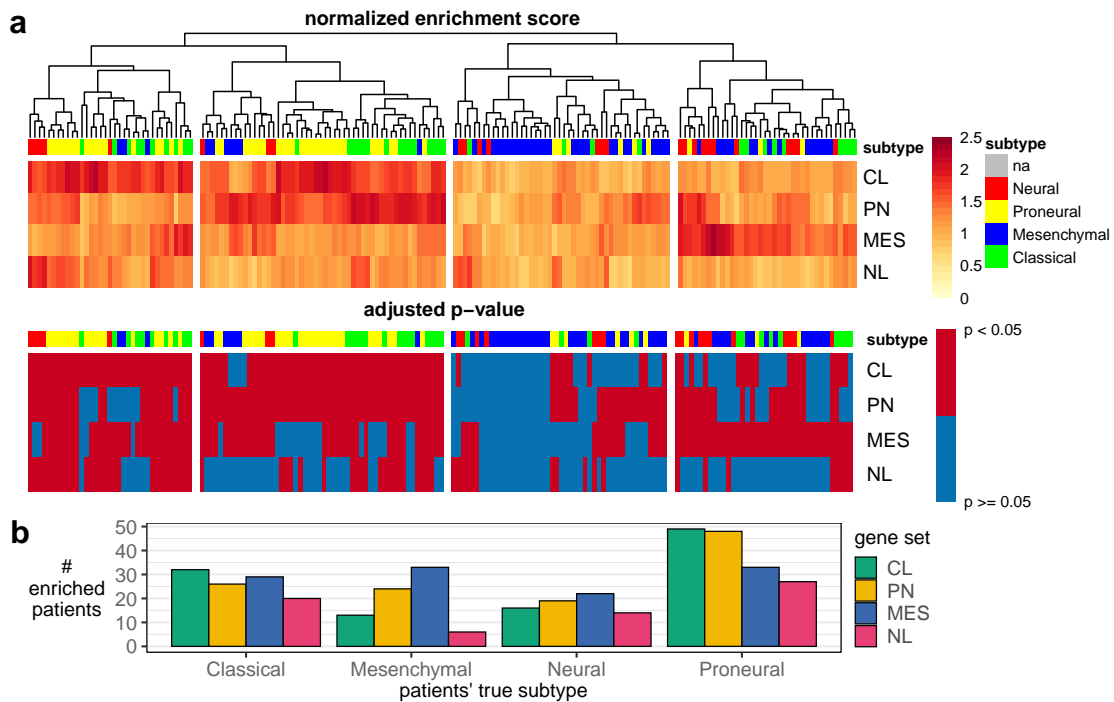 a
normalized enrichment score
subtype
CL
PN
MES
NL
2.5
2
1.5
1
0.5
0
subtype
na
Neural
Proneural
Mesenchymal
Classical
adjusted p−value
subtype
CL
PN
MES
NL
p < 0.05
p >= 0.05
b
#
enriched
patients
50
40
30
20
10
0
Classical
Mesenchymal
Neural
Proneural
patients' true subtype
gene set
CL
PN
MES
NL